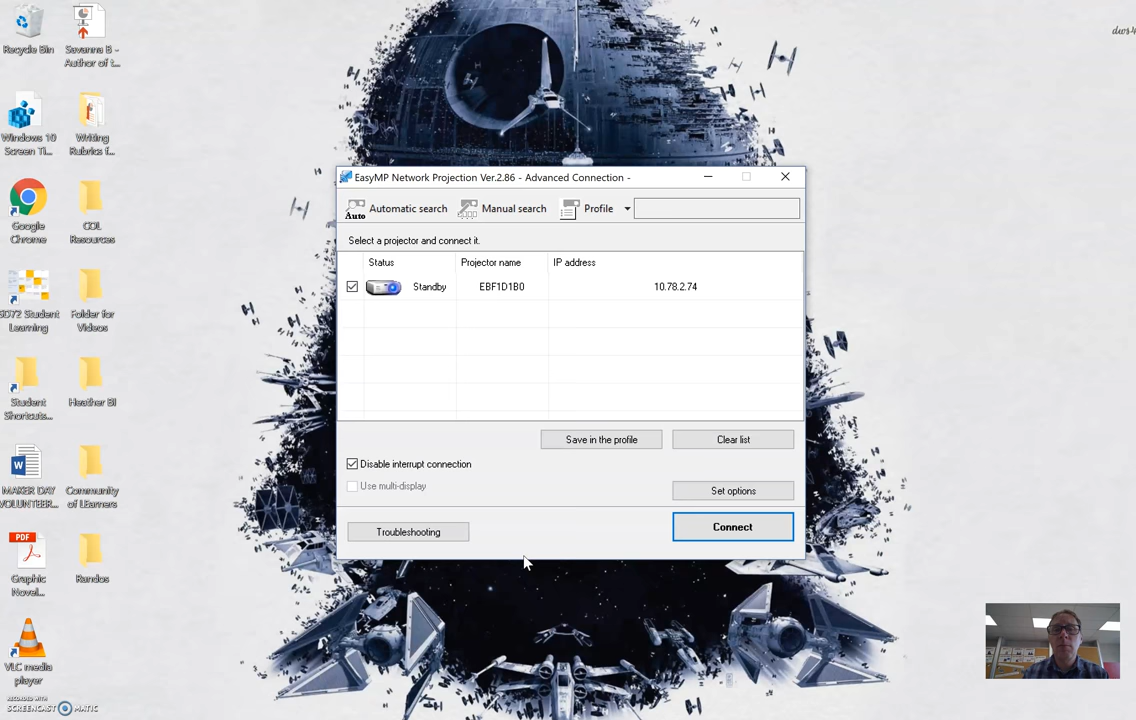 Recycle Bin
Savanna B -
Author of t...
Windows 10
Screen Ti...
Writing
Rubrics f...
Google
Chrome
COL
Resources
SD72 Student
Learning
Folder for
Videos
Student
Shortcuts...
Heather BI
MAKER DAY
VOLUNTEER...
Community
of LEarners
PDF
Graphic
Novel...
Randos
VLC media
player
RECORDED WITH
SCREENCAST MATIC
EasyMP Network Projection Ver.2.86 - Advanced Connection -
Auto Automatic search Manual search Profile
Select a projector and connect it.
Status Projector name IP address
Standby EBF1D1B0 10.78.2.74
Save in the profile Clear list
Disable interrupt connection
Use multi-display
Set options
Troubleshooting Connect